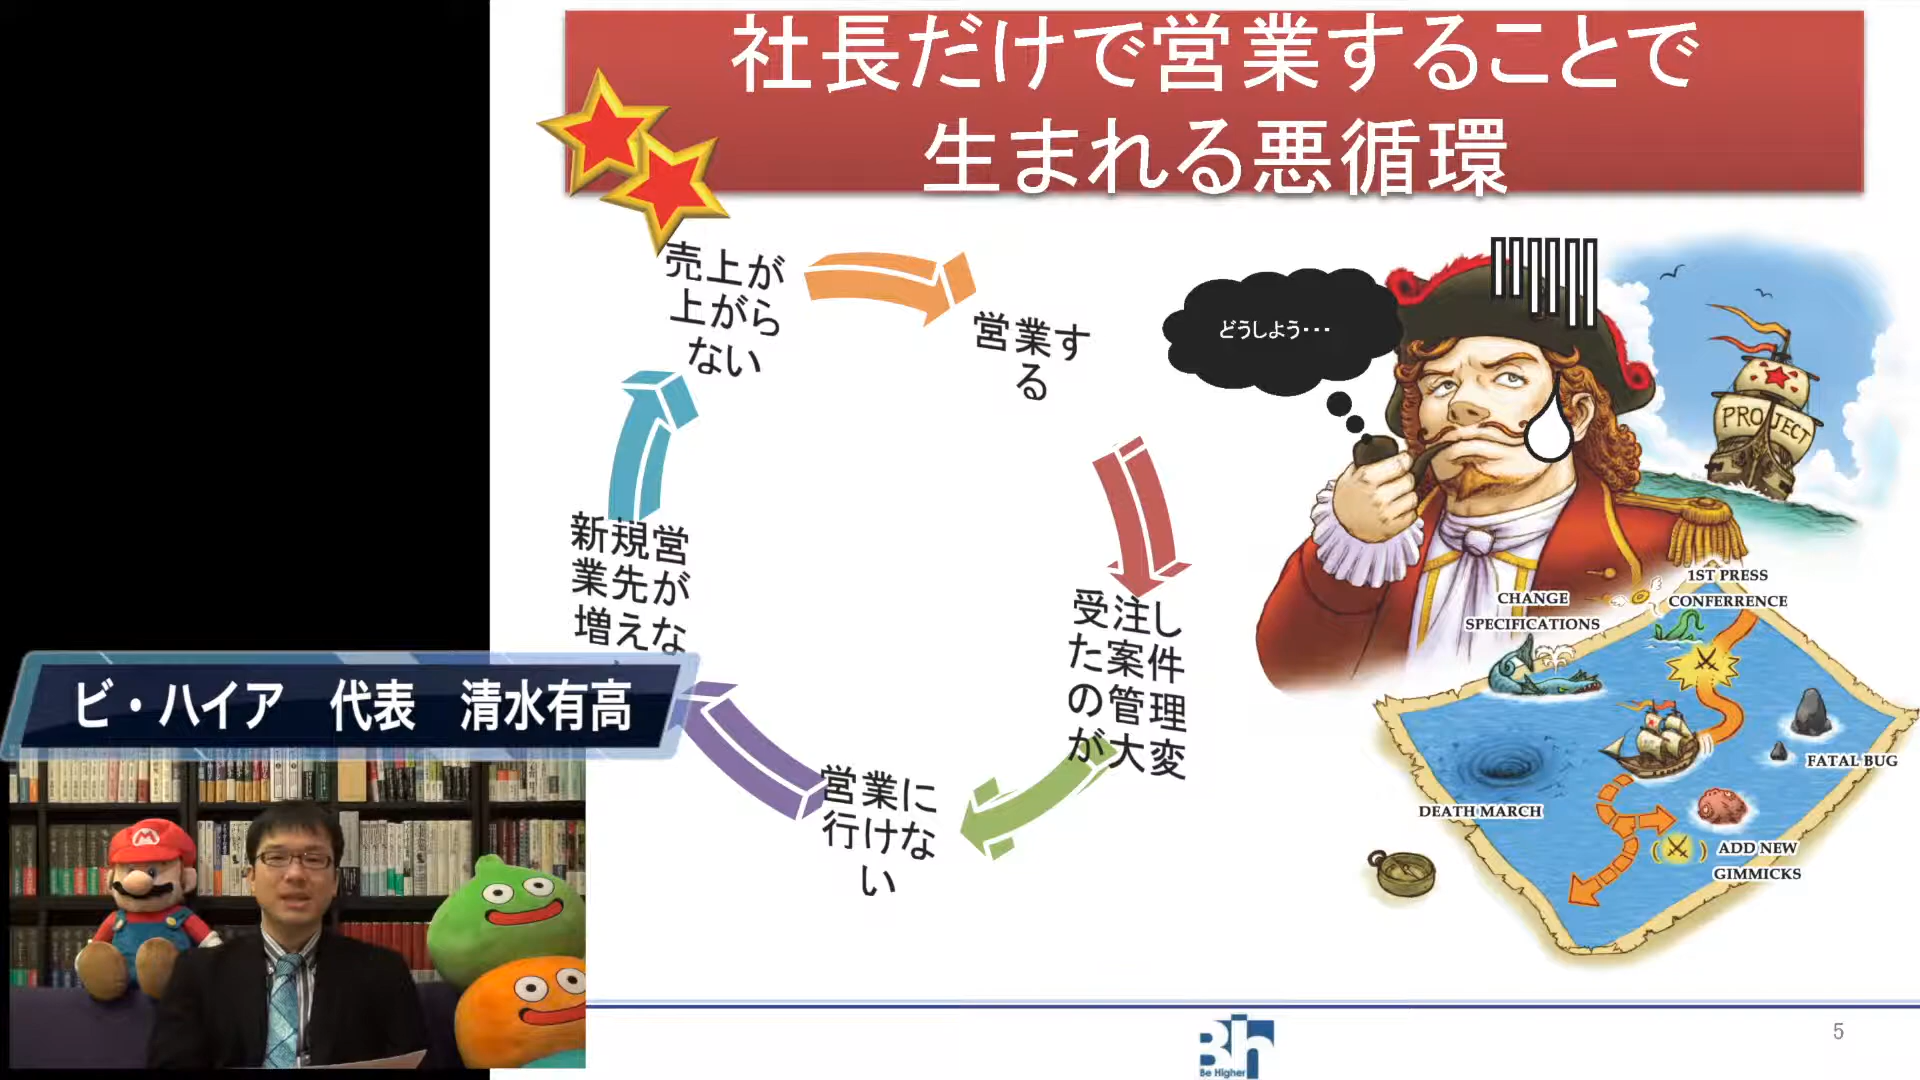 社長だけで営業することで
生まれる悪循環
売上が
上がら
ない
営業す
る
受注し
た案件
の管理
が大変
営業に
行けな
い
新規営
業先が
増えな
どうしよう・・・
PROJECT
1ST PRESS
CONFERRENCE
CHANGE
SPECIFICATIONS
FATAL BUG
DEATH MARCH
ADD NEW
GIMMICKS
ビ・ハイア 代表 清水有高
M
Bh
Be Higher
5